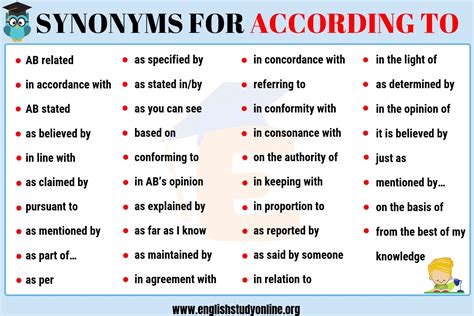 SYNONYMS FOR ACCORDING TO
AB related
in accordance with
AB stated
as believed by
in line with
as claimed by
pursuant to
as mentioned by
as part of…
as per
as specified by
as stated in/by
as you can see
based on
conforming to
in AB's opinion
as explained by
as far as I know
as maintained by
in agreement with
in concordance with
referring to
in conformity with
in consonance with
on the authority of
in keeping with
in proportion to
as reported by
as said by someone
in relation to
in the light of
as determined by
in the opinion of
it is believed by
just as
mentioned by…
on the basis of
from the best of my
knowledge
www.englishstudyonline.org